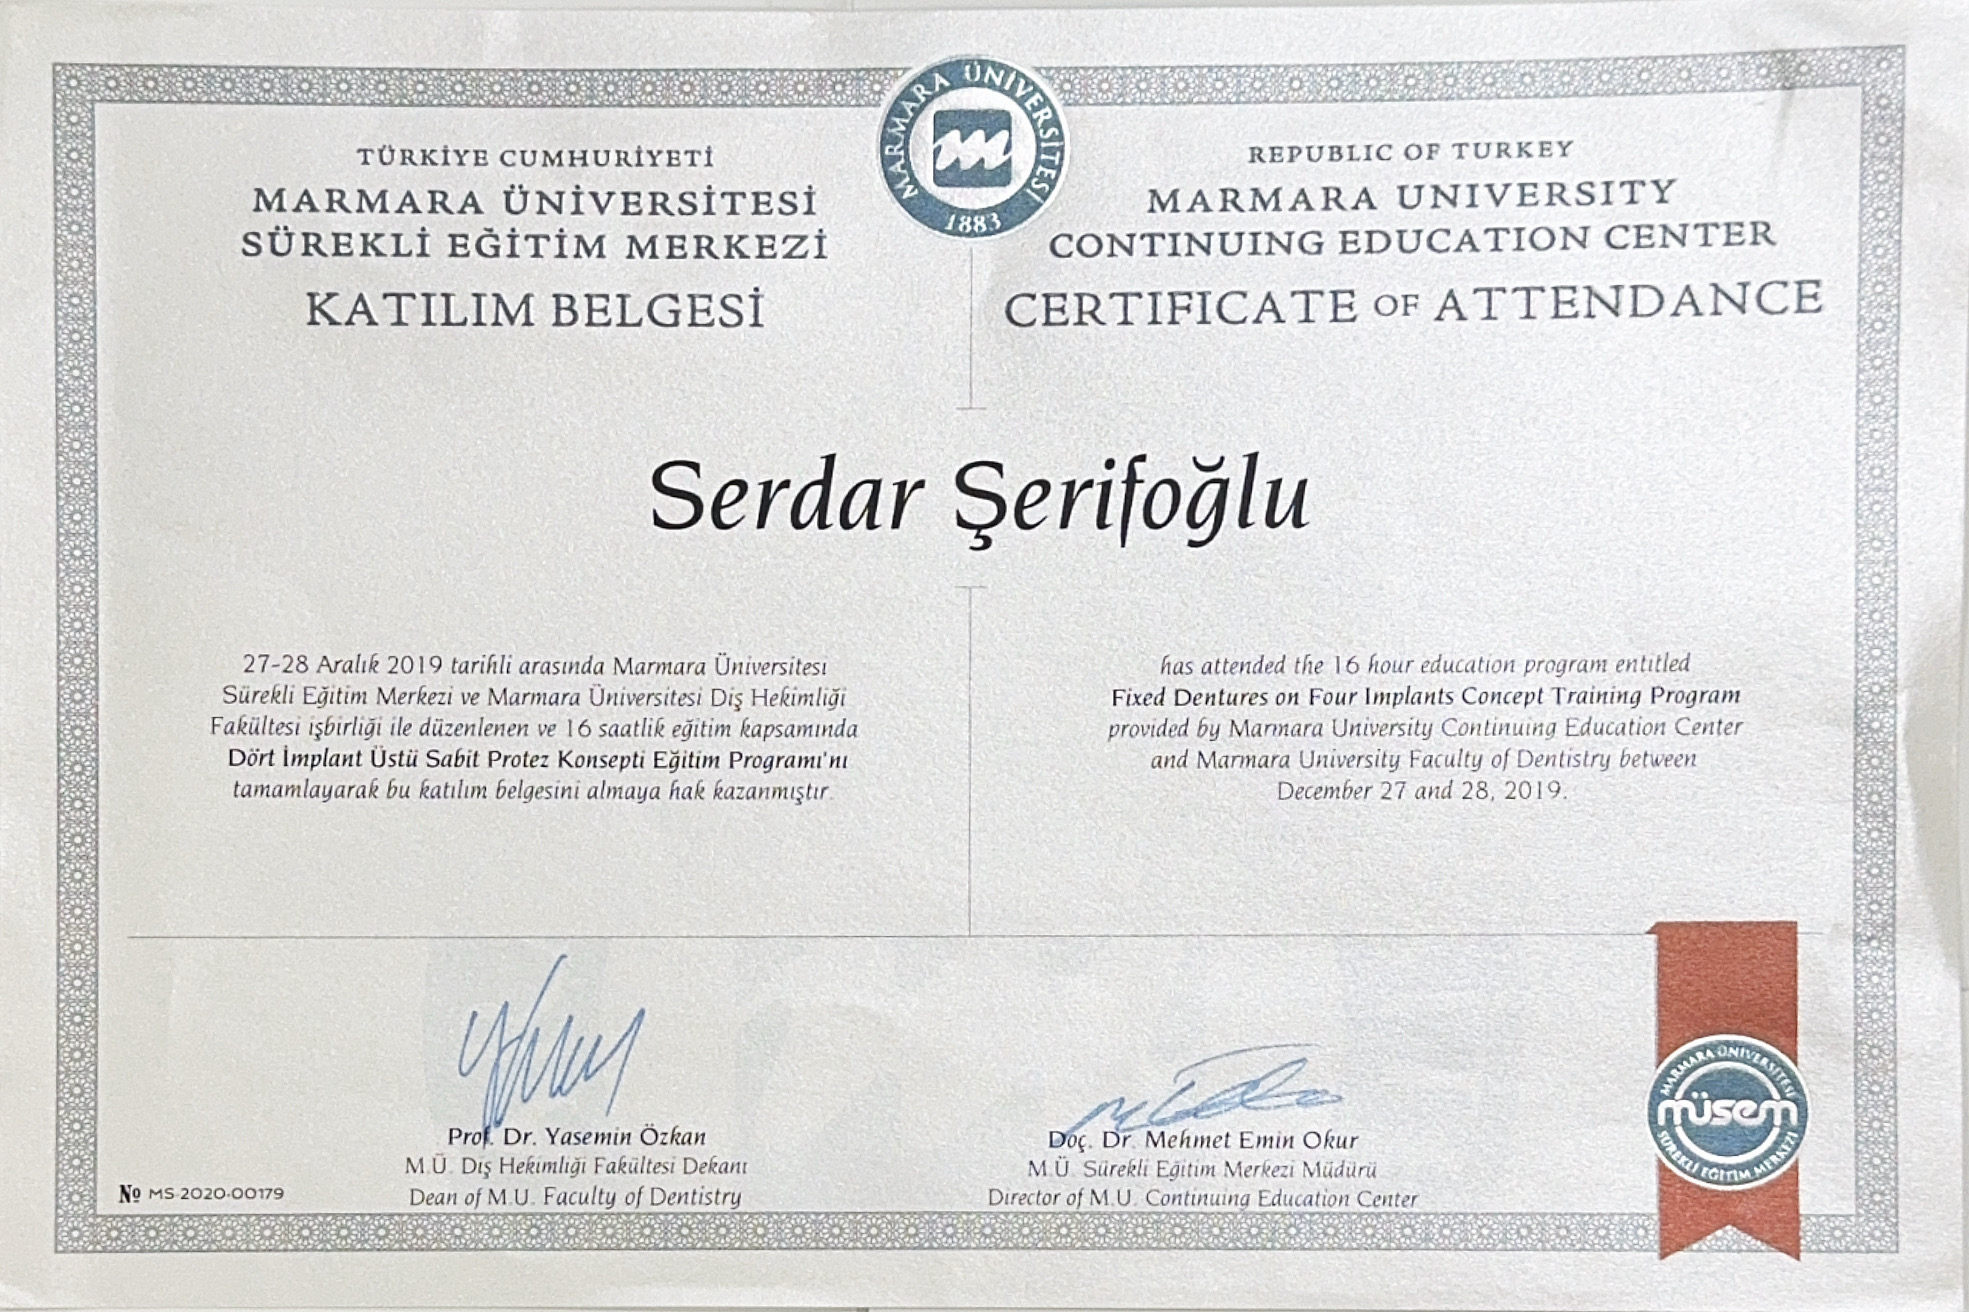 MARMARA ÜNİVERSİTESİ
1883
TÜRKİYE CUMHURİYETİ
MARMARA ÜNİVERSİTESİ
SÜREKLİ EĞİTİM MERKEZİ
KATILIM BELGESİ
REPUBLIC OF TURKEY
MARMARA UNIVERSITY
CONTINUING EDUCATION CENTER
CERTIFICATE OF ATTENDANCE
Serdar Şerifoğlu
27-28 Aralık 2019 tarihli arasında Marmara Üniversitesi
Sürekli Eğitim Merkezi ve Marmara Üniversitesi Diş Hekimliği
Fakültesi işbirliği ile düzenlenen ve 16 saatlik eğitim kapsamında
Dört İmplant Üstü Sabit Protez Konsepti Eğitim Programı'nı
tamamlayarak bu katılım belgesini almaya hak kazanmıştır.
has attended the 16 hour education program entitled
Fixed Dentures on Four Implants Concept Training Program
provided by Marmara University Continuing Education Center
and Marmara University Faculty of Dentistry between
December 27 and 28, 2019.
Prof. Dr. Yasemin Özkan
M.Ü. Diş Hekimliği Fakültesi Dekanı
Dean of M.U. Faculty of Dentistry
Doç. Dr. Mehmet Emin Okur
M.Ü. Sürekli Eğitim Merkezi Müdürü
Director of M.U. Continuing Education Center
№ MS-2020-00179
MARMARA ÜNİVERSİTESİ
müsem
SÜREKLİ EĞİTİM MERKEZİ